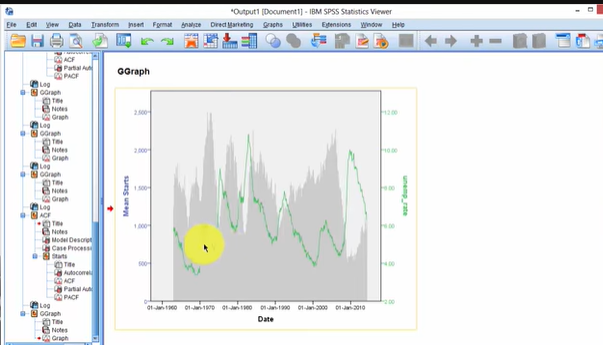 *Output1 [Document1] - IBM SPSS Statistics Viewer
File Edit View Data Transform Insert Format Analyze Direct Marketing Graphs Utilities Extensions Window Help
ACF
Partial Auto
PACF
Log
GGraph
Title
Notes
Graph
Log
GGraph
Title
Notes
Graph
Log
GGraph
Title
Notes
Graph
Log
ACF
Title
Notes
Model Descript
Case Processi
Starts
Title
Autocorrela
ACF
Partial Aut
PACF
Log
GGraph
Title
Notes
Graph
GGraph
2,500
2,000
1,500
1,000
500
0
Mean Starts
12.00
10.00
8.00
6.00
4.00
2.00
unemp_rate
01-Jan-1960 01-Jan-1970 01-Jan-1980 01-Jan-1990 01-Jan-2000 01-Jan-2010
Date